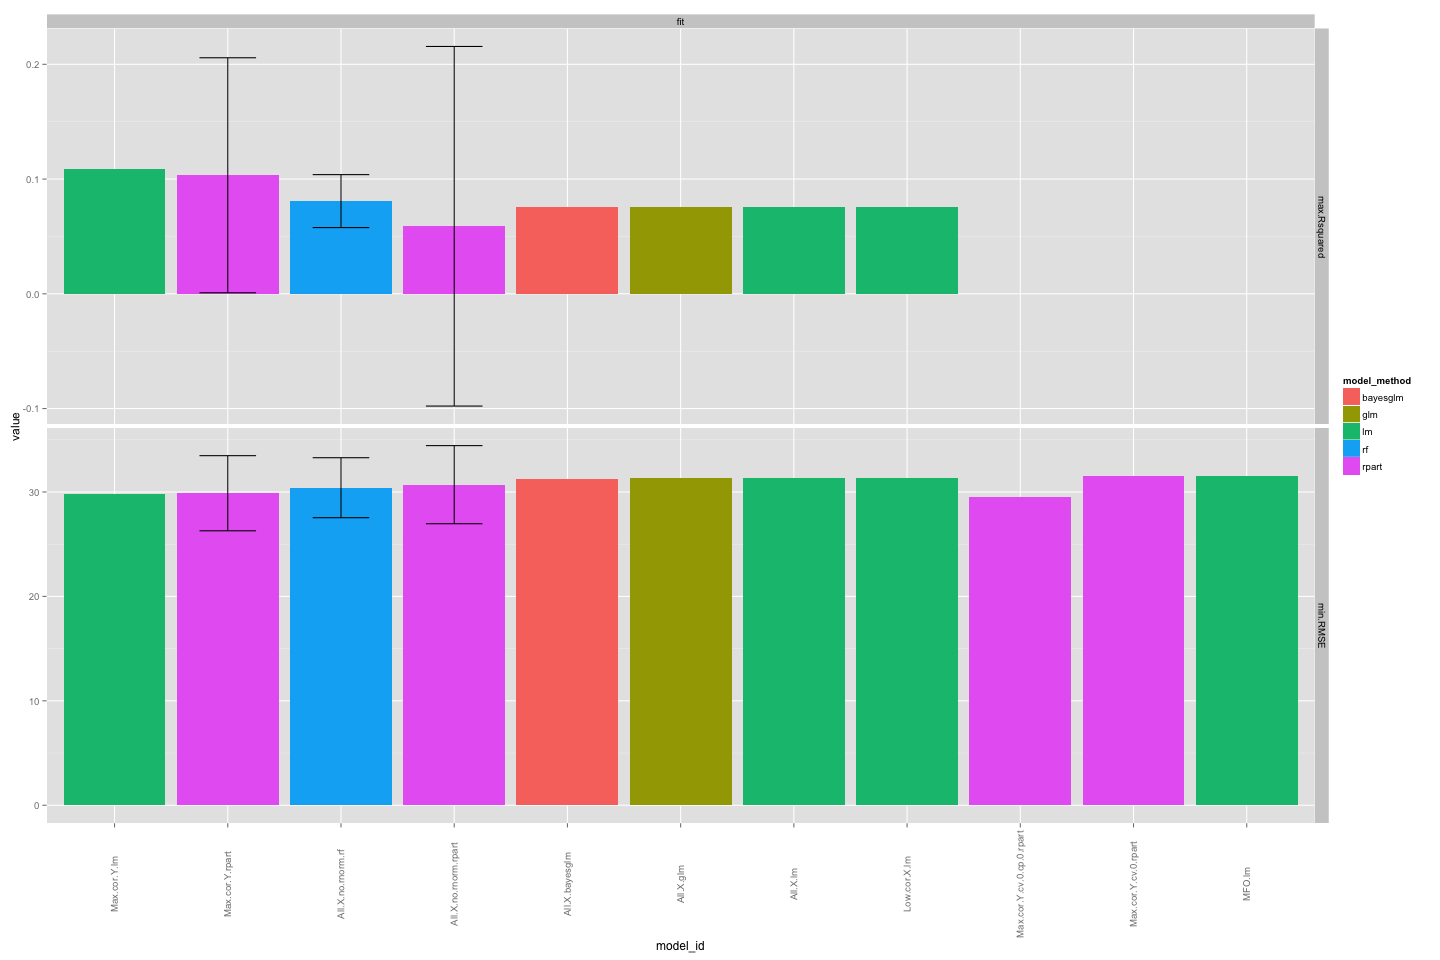 fit
0.2
0.1
0.0
-0.1
max.Rsquared
value
30
20
10
0
min.RMSE
Max.cor.Y.lm
Max.cor.Y.rpart
All.X.no.rnorm.rf
All.X.no.rnorm.rpart
All.X.bayesglm
All.X.glm
All.X.lm
Low.cor.X.lm
Max.cor.Y.cv.0.cp.0.rpart
Max.cor.Y.cv.0.rpart
MFO.lm
model_id
model_method
bayesglm
glm
lm
rf
rpart